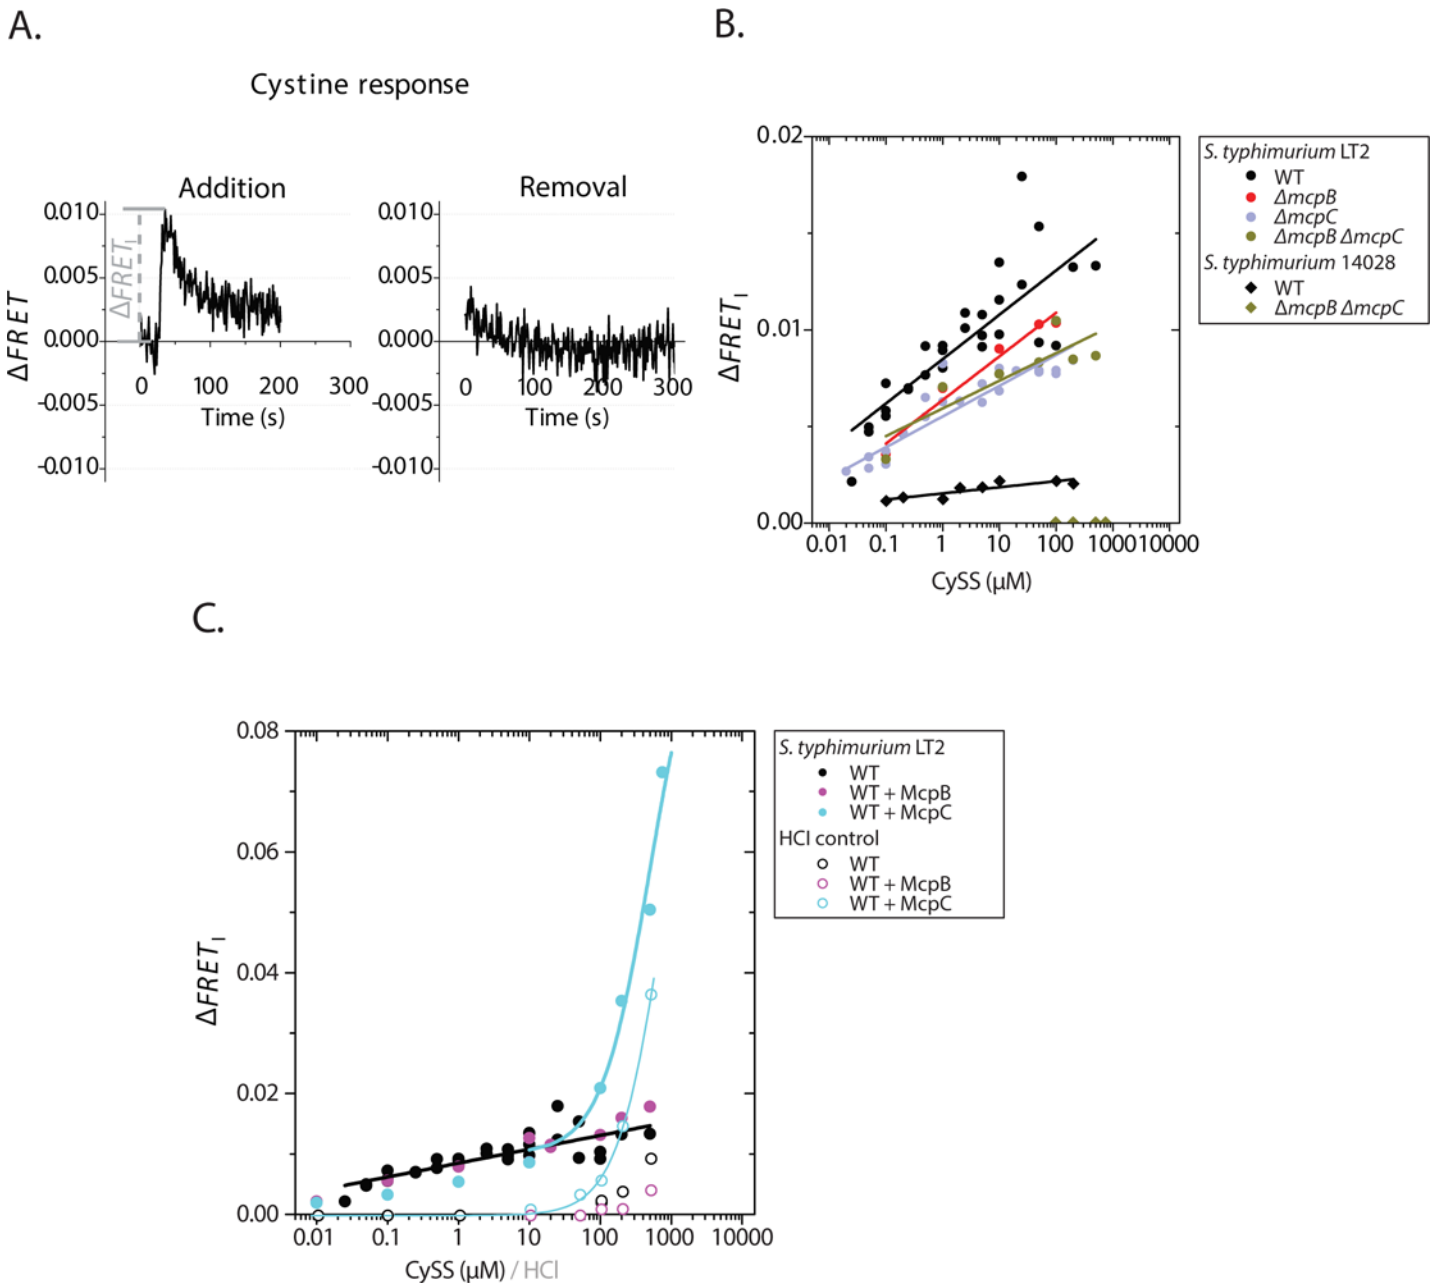 A.
Cystine response
Addition
Removal
0.010
0.005
0.000
-0.005
-0.010
ΔFRET
ΔFRET_I
0 100 200 300
Time (s)
0.010
0.005
0.000
-0.005
-0.010
0 100 200 300
Time (s)
B.
0.02
0.01
0.00
ΔFRET_I
0.01 0.1 1 10 100 1000 10000
CySS (μM)
S. typhimurium LT2
WT
ΔmcpB
ΔmcpC
ΔmcpB ΔmcpC
S. typhimurium 14028
WT
ΔmcpB ΔmcpC
C.
0.08
0.06
0.04
0.02
0.00
ΔFRET_I
0.01 0.1 1 10 100 1000 10000
CySS (μM) / HCl
S. typhimurium LT2
WT
WT + McpB
WT + McpC
HCl control
WT
WT + McpB
WT + McpC